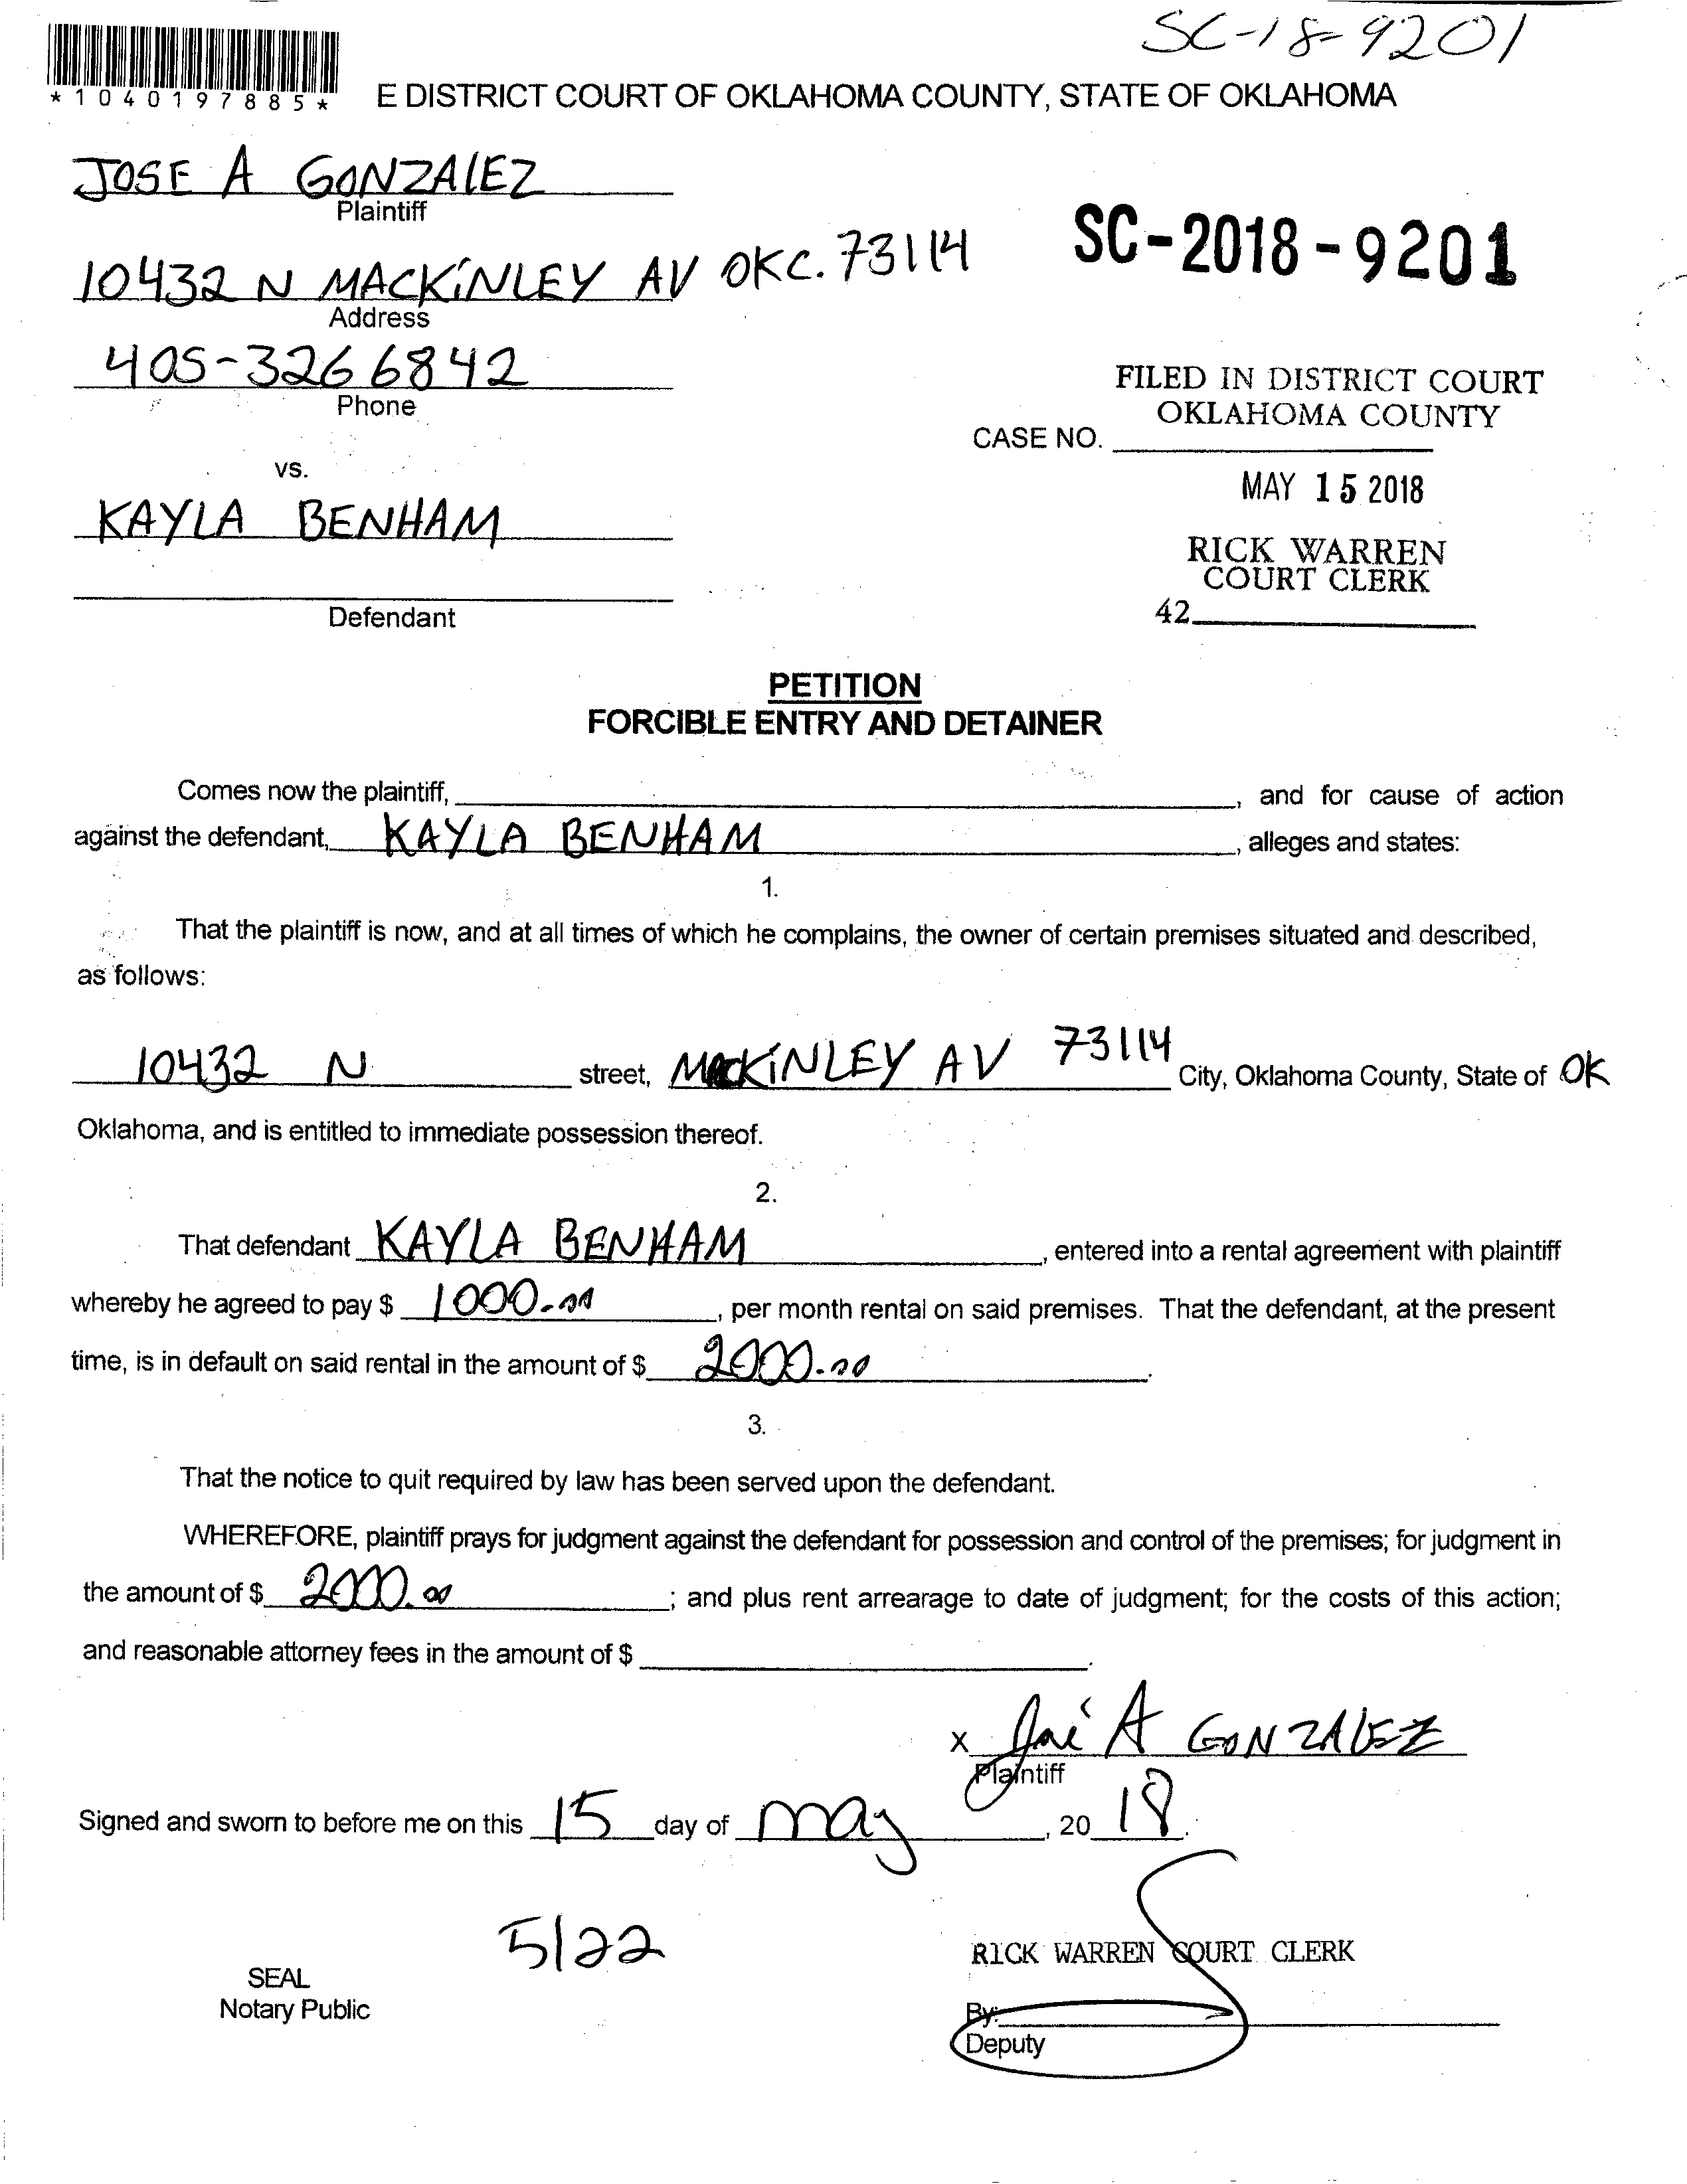 SC-18-9201
*1040197885*
E DISTRICT COURT OF OKLAHOMA COUNTY, STATE OF OKLAHOMA
JOSE A GONZALEZ
Plaintiff
SC-2018-9201
10432 N MACKiNLEY AV OKC. 73114
Address
405-326 6842
Phone
FILED IN DISTRICT COURT
OKLAHOMA COUNTY
CASE NO.
vs.
MAY 15 2018
KAYLA BENHAM
RICK WARREN
COURT CLERK
42
Defendant
PETITION
FORCIBLE ENTRY AND DETAINER
Comes now the plaintiff, , and for cause of action
against the defendant, KAYLA BENHAM, alleges and states:
1.
That the plaintiff is now, and at all times of which he complains, the owner of certain premises situated and described,
as follows:
10432 N street, MACKiNLEY AV 73114 City, Oklahoma County, State of OK
Oklahoma, and is entitled to immediate possession thereof.
2.
That defendant KAYLA BENHAM, entered into a rental agreement with plaintiff
whereby he agreed to pay $ 1000.00, per month rental on said premises. That the defendant, at the present
time, is in default on said rental in the amount of $ 2000.00.
3.
That the notice to quit required by law has been served upon the defendant.
WHEREFORE, plaintiff prays for judgment against the defendant for possession and control of the premises; for judgment in
the amount of $ 2000.00; and plus rent arrearage to date of judgment; for the costs of this action;
and reasonable attorney fees in the amount of $ .
x José A GONZALEZ
Plaintiff
Signed and sworn to before me on this 15 day of may, 20 18.
5/22
RICK WARREN COURT CLERK
SEAL
Notary Public
By:
Deputy